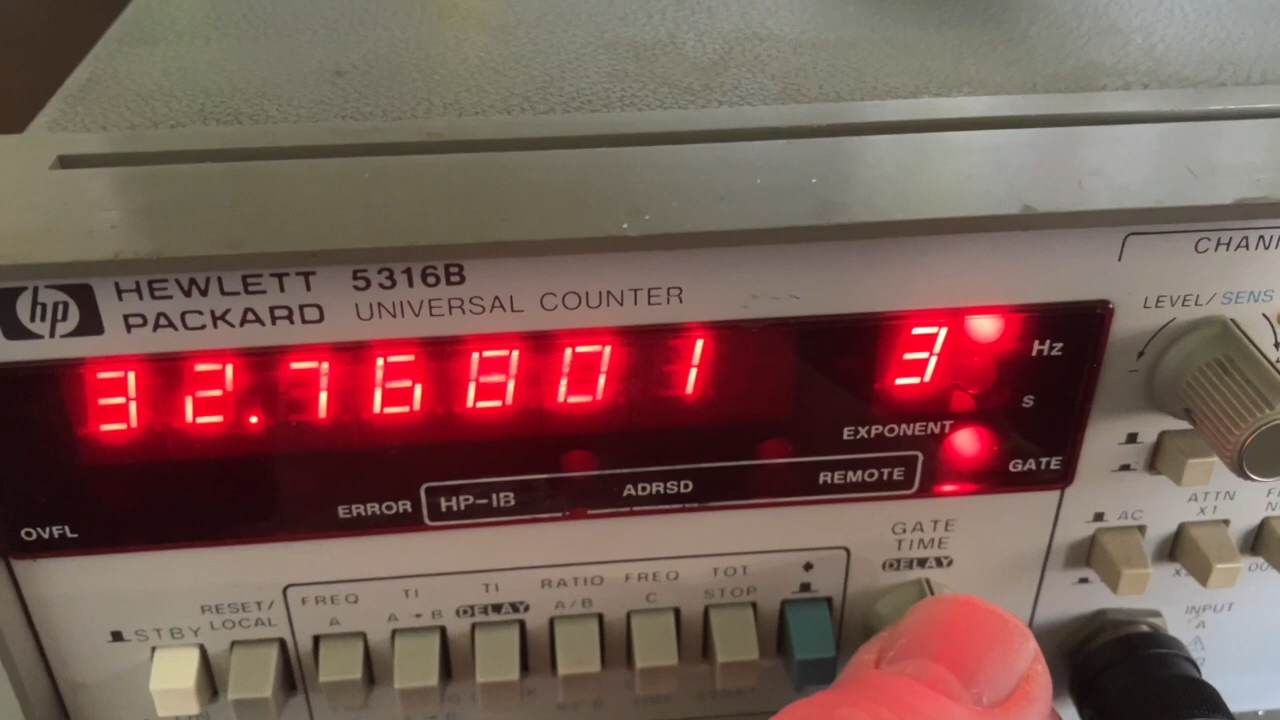 CHANN
hp HEWLETT PACKARD 5316B
UNIVERSAL COUNTER
LEVEL/SENS
32.7680 1 3
Hz
S
EXPONENT
GATE
OVFL
ERROR HP-IB ADRSD REMOTE
GATE TIME
DELAY
ATTN
X1
AC
STBY
RESET/
LOCAL
FREQ
A
TI
A→B
TI
DELAY
RATIO
A/B
FREQ
C
TOT
STOP
INPUT
A